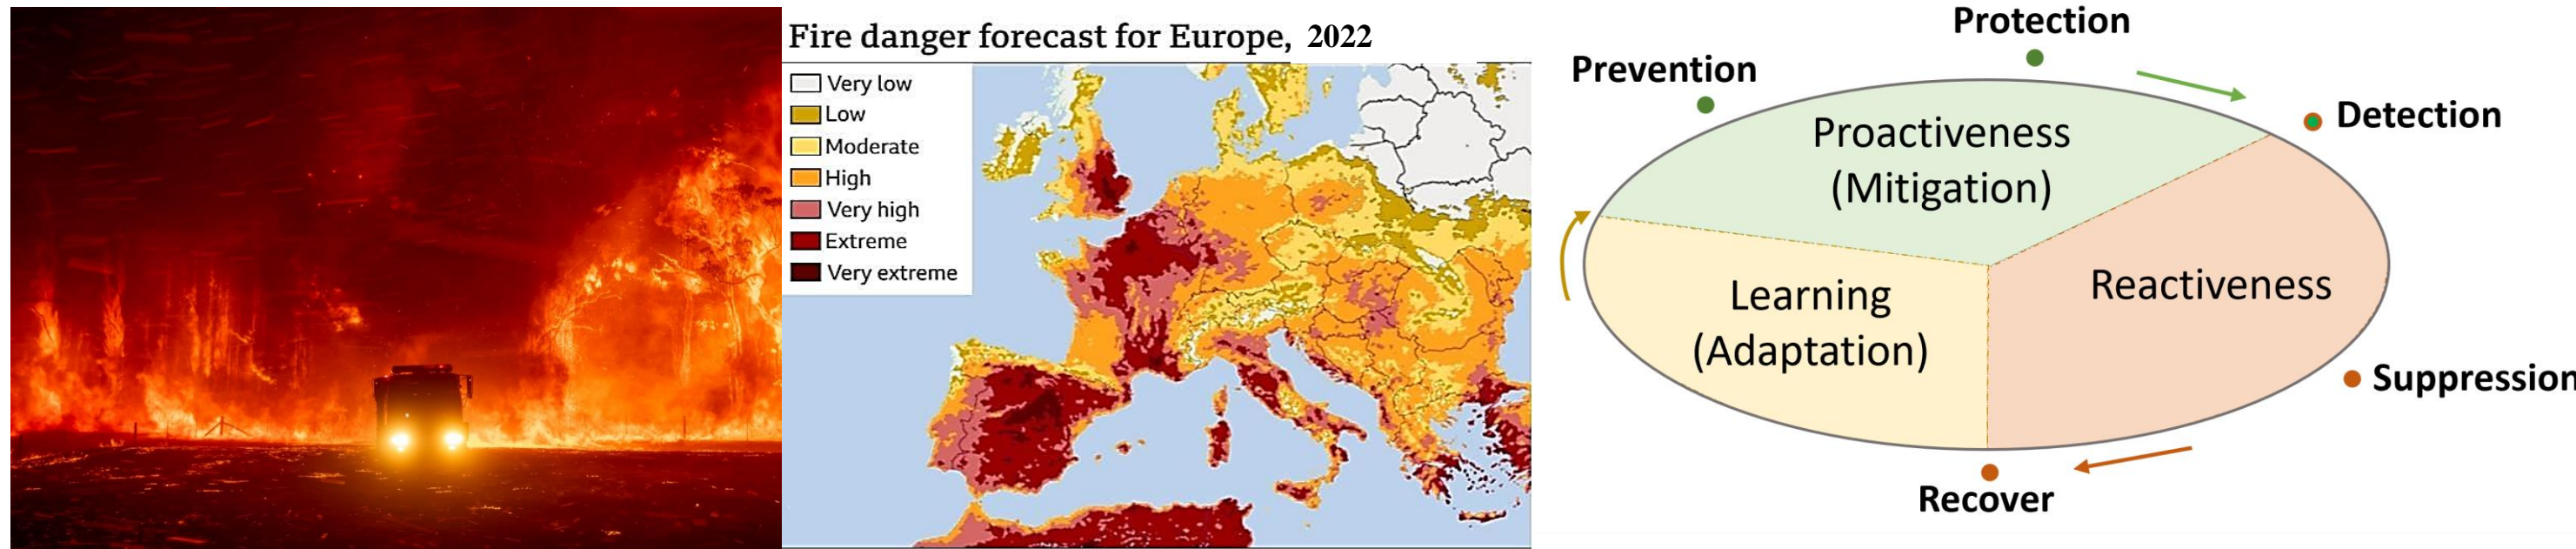 Fire danger forecast for Europe, 2022
Very low
Low
Moderate
High
Very high
Extreme
Very extreme
Protection
Prevention
Detection
Proactiveness
(Mitigation)
Reactiveness
Learning
(Adaptation)
Suppression
Recover